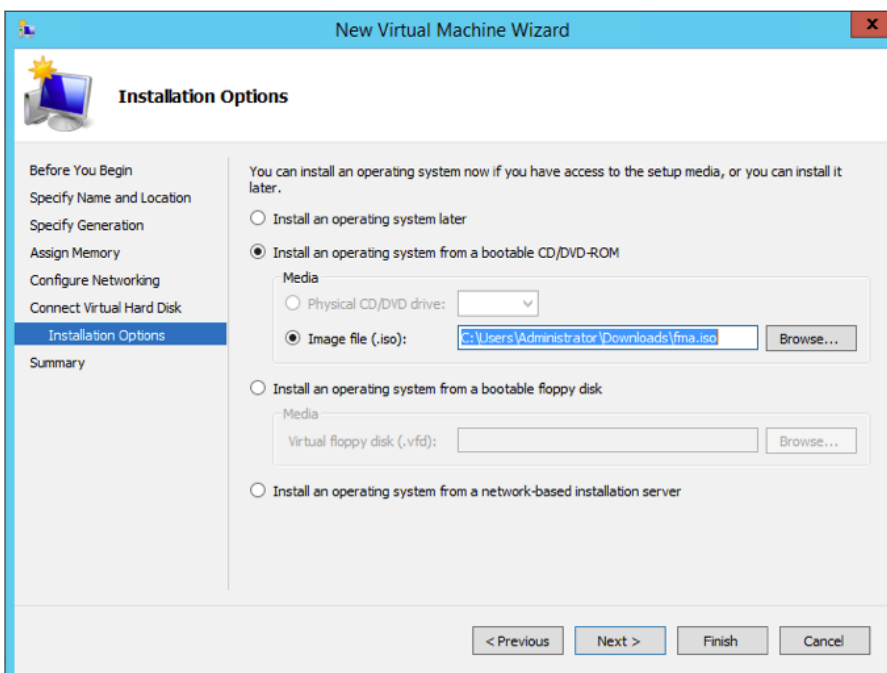 New Virtual Machine Wizard
x
Installation Options
Before You Begin
Specify Name and Location
Specify Generation
Assign Memory
Configure Networking
Connect Virtual Hard Disk
Installation Options
Summary
You can install an operating system now if you have access to the setup media, or you can install it
later.
Install an operating system later
Install an operating system from a bootable CD/DVD-ROM
Media
Physical CD/DVD drive:
Image file (.iso): C:\Users\Administrator\Downloads\fma.iso Browse...
Install an operating system from a bootable floppy disk
Media
Virtual floppy disk (.vfd): Browse...
Install an operating system from a network-based installation server
< Previous Next > Finish Cancel